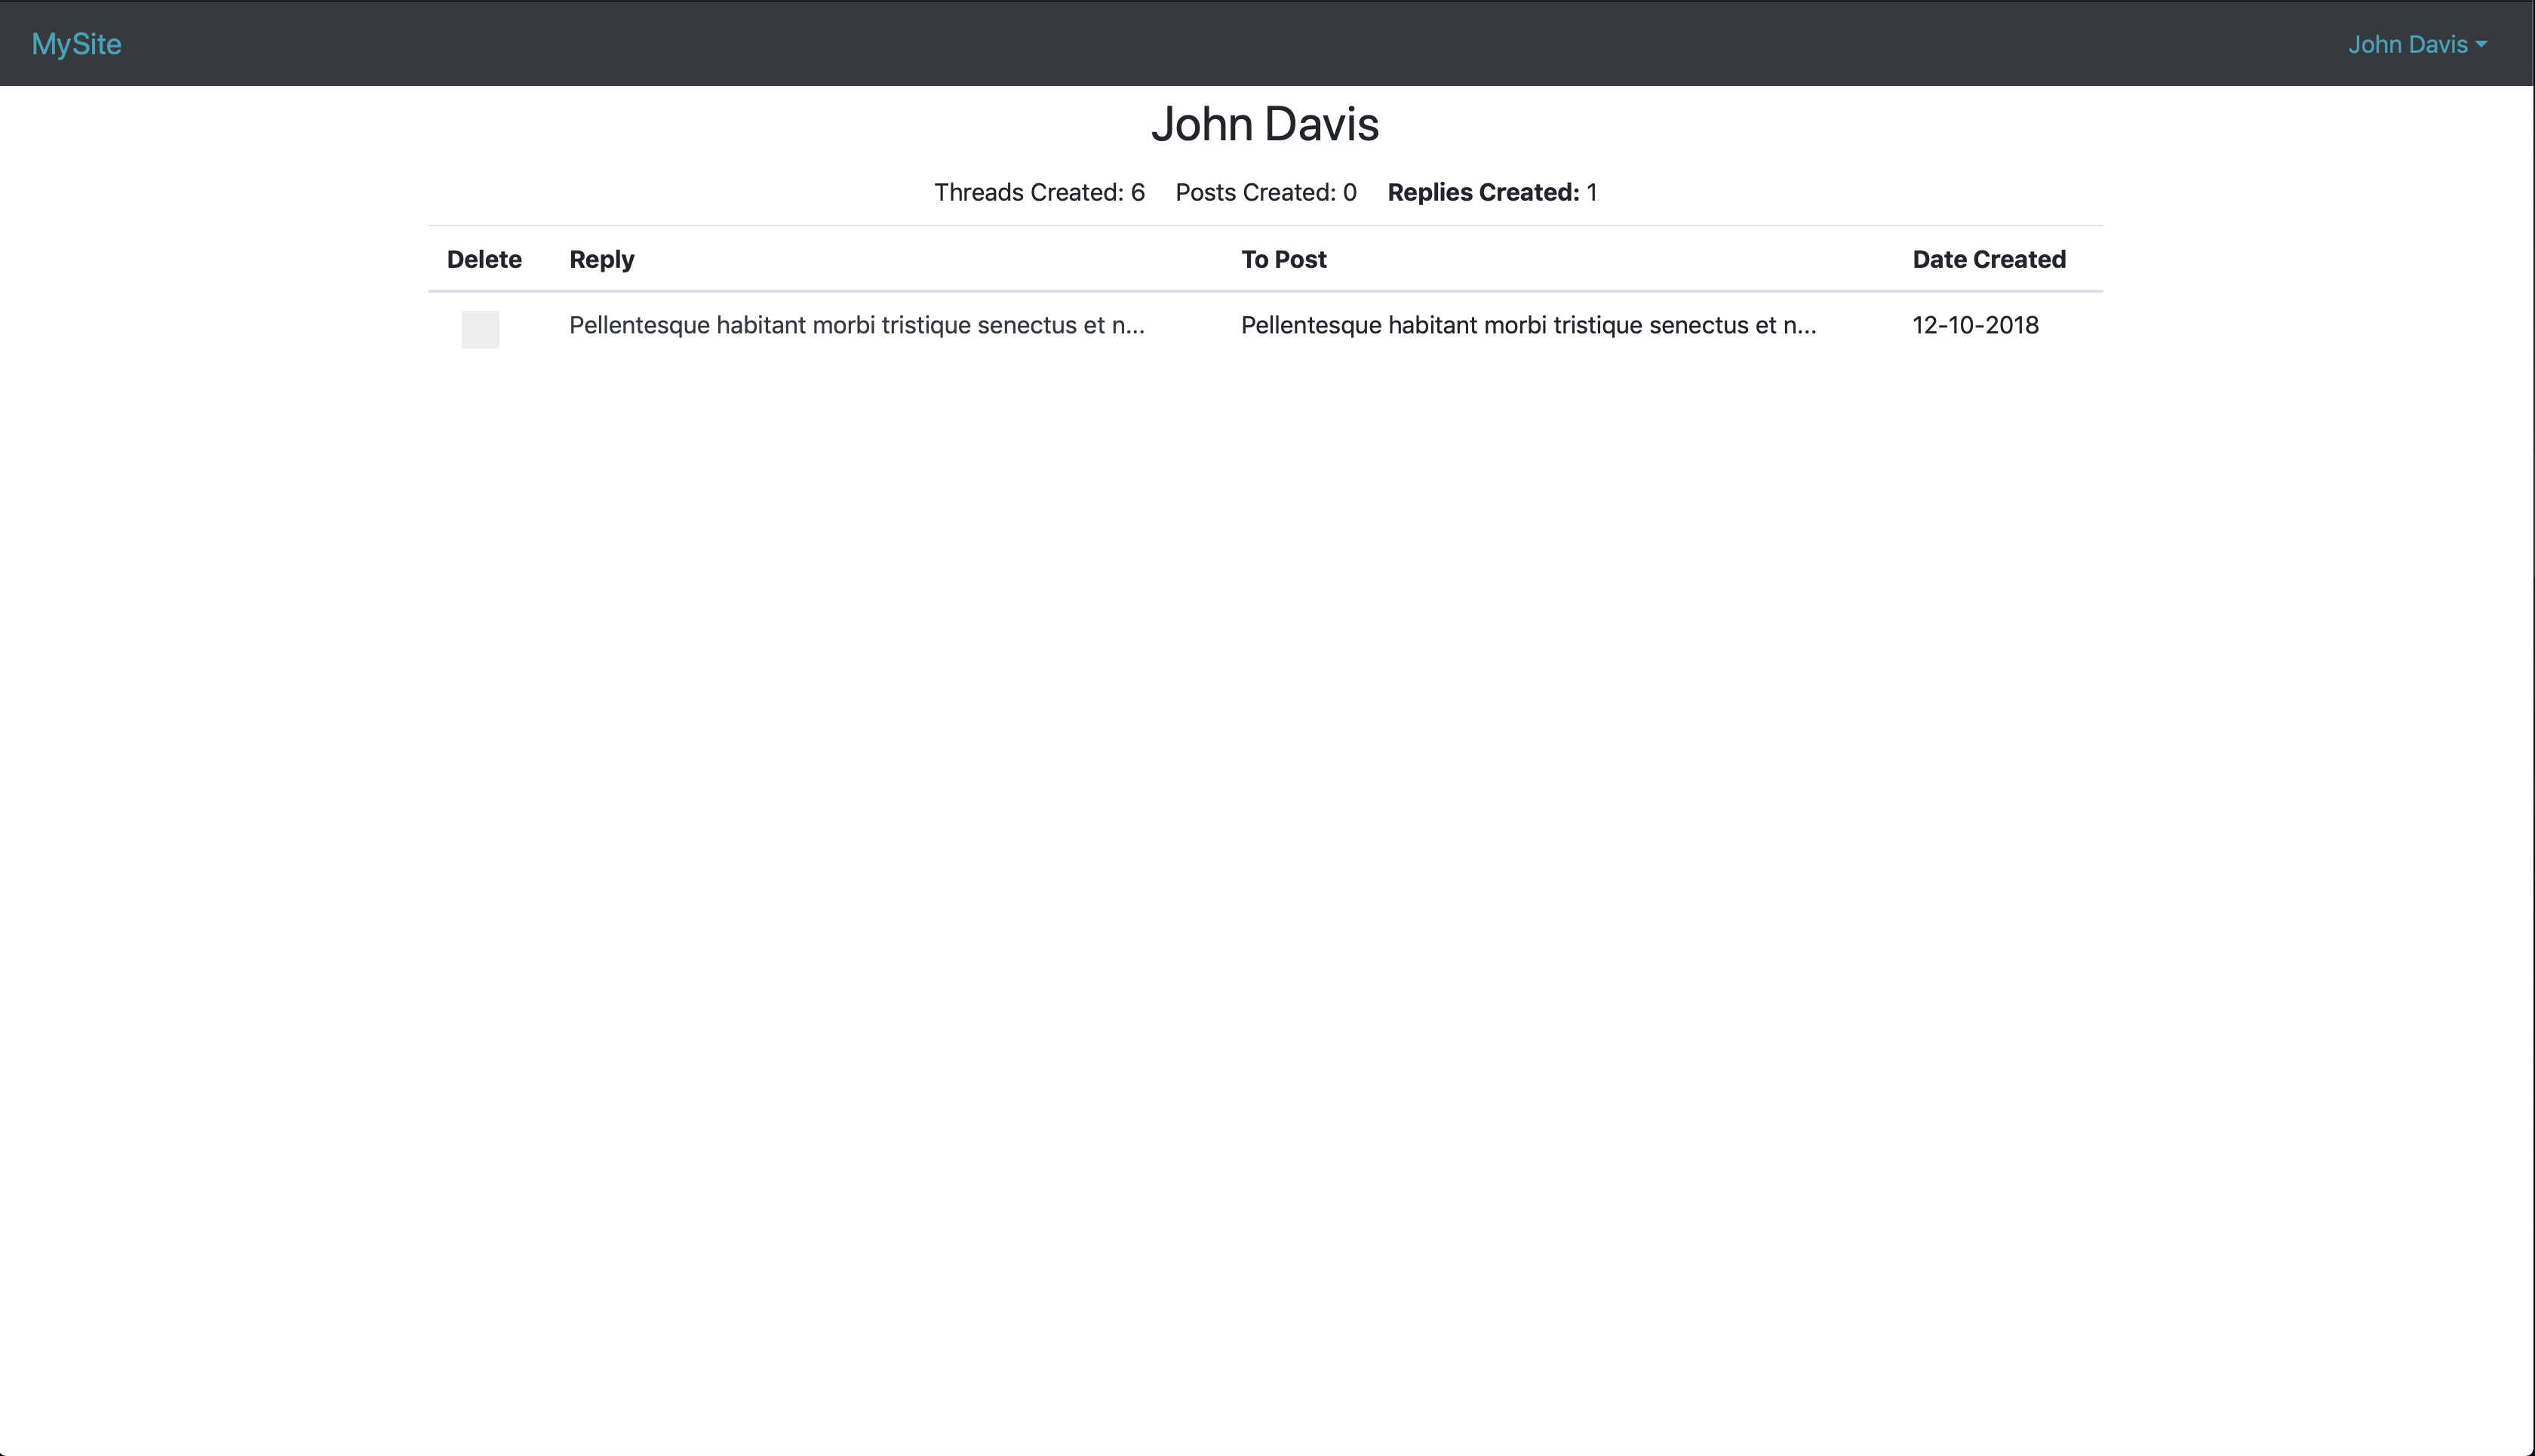 MySite John Davis
John Davis
Threads Created: 6 Posts Created: 0 Replies Created: 1
Delete Reply To Post Date Created
Pellentesque habitant morbi tristique senectus et n... Pellentesque habitant morbi tristique senectus et n... 12-10-2018